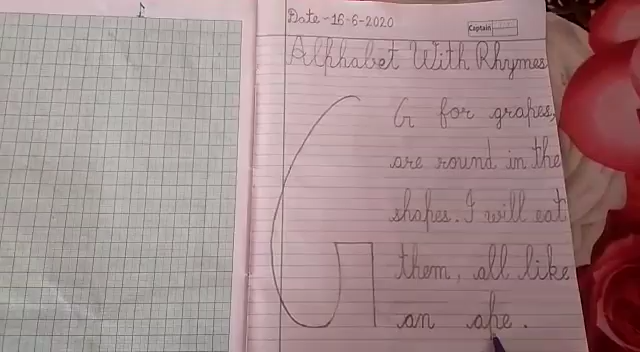 Date-16-6-2020
Captain
Alphabet With Rhymes
G for grapes,
are round in the
shapes. I will eat
them, all like
an ape.
G